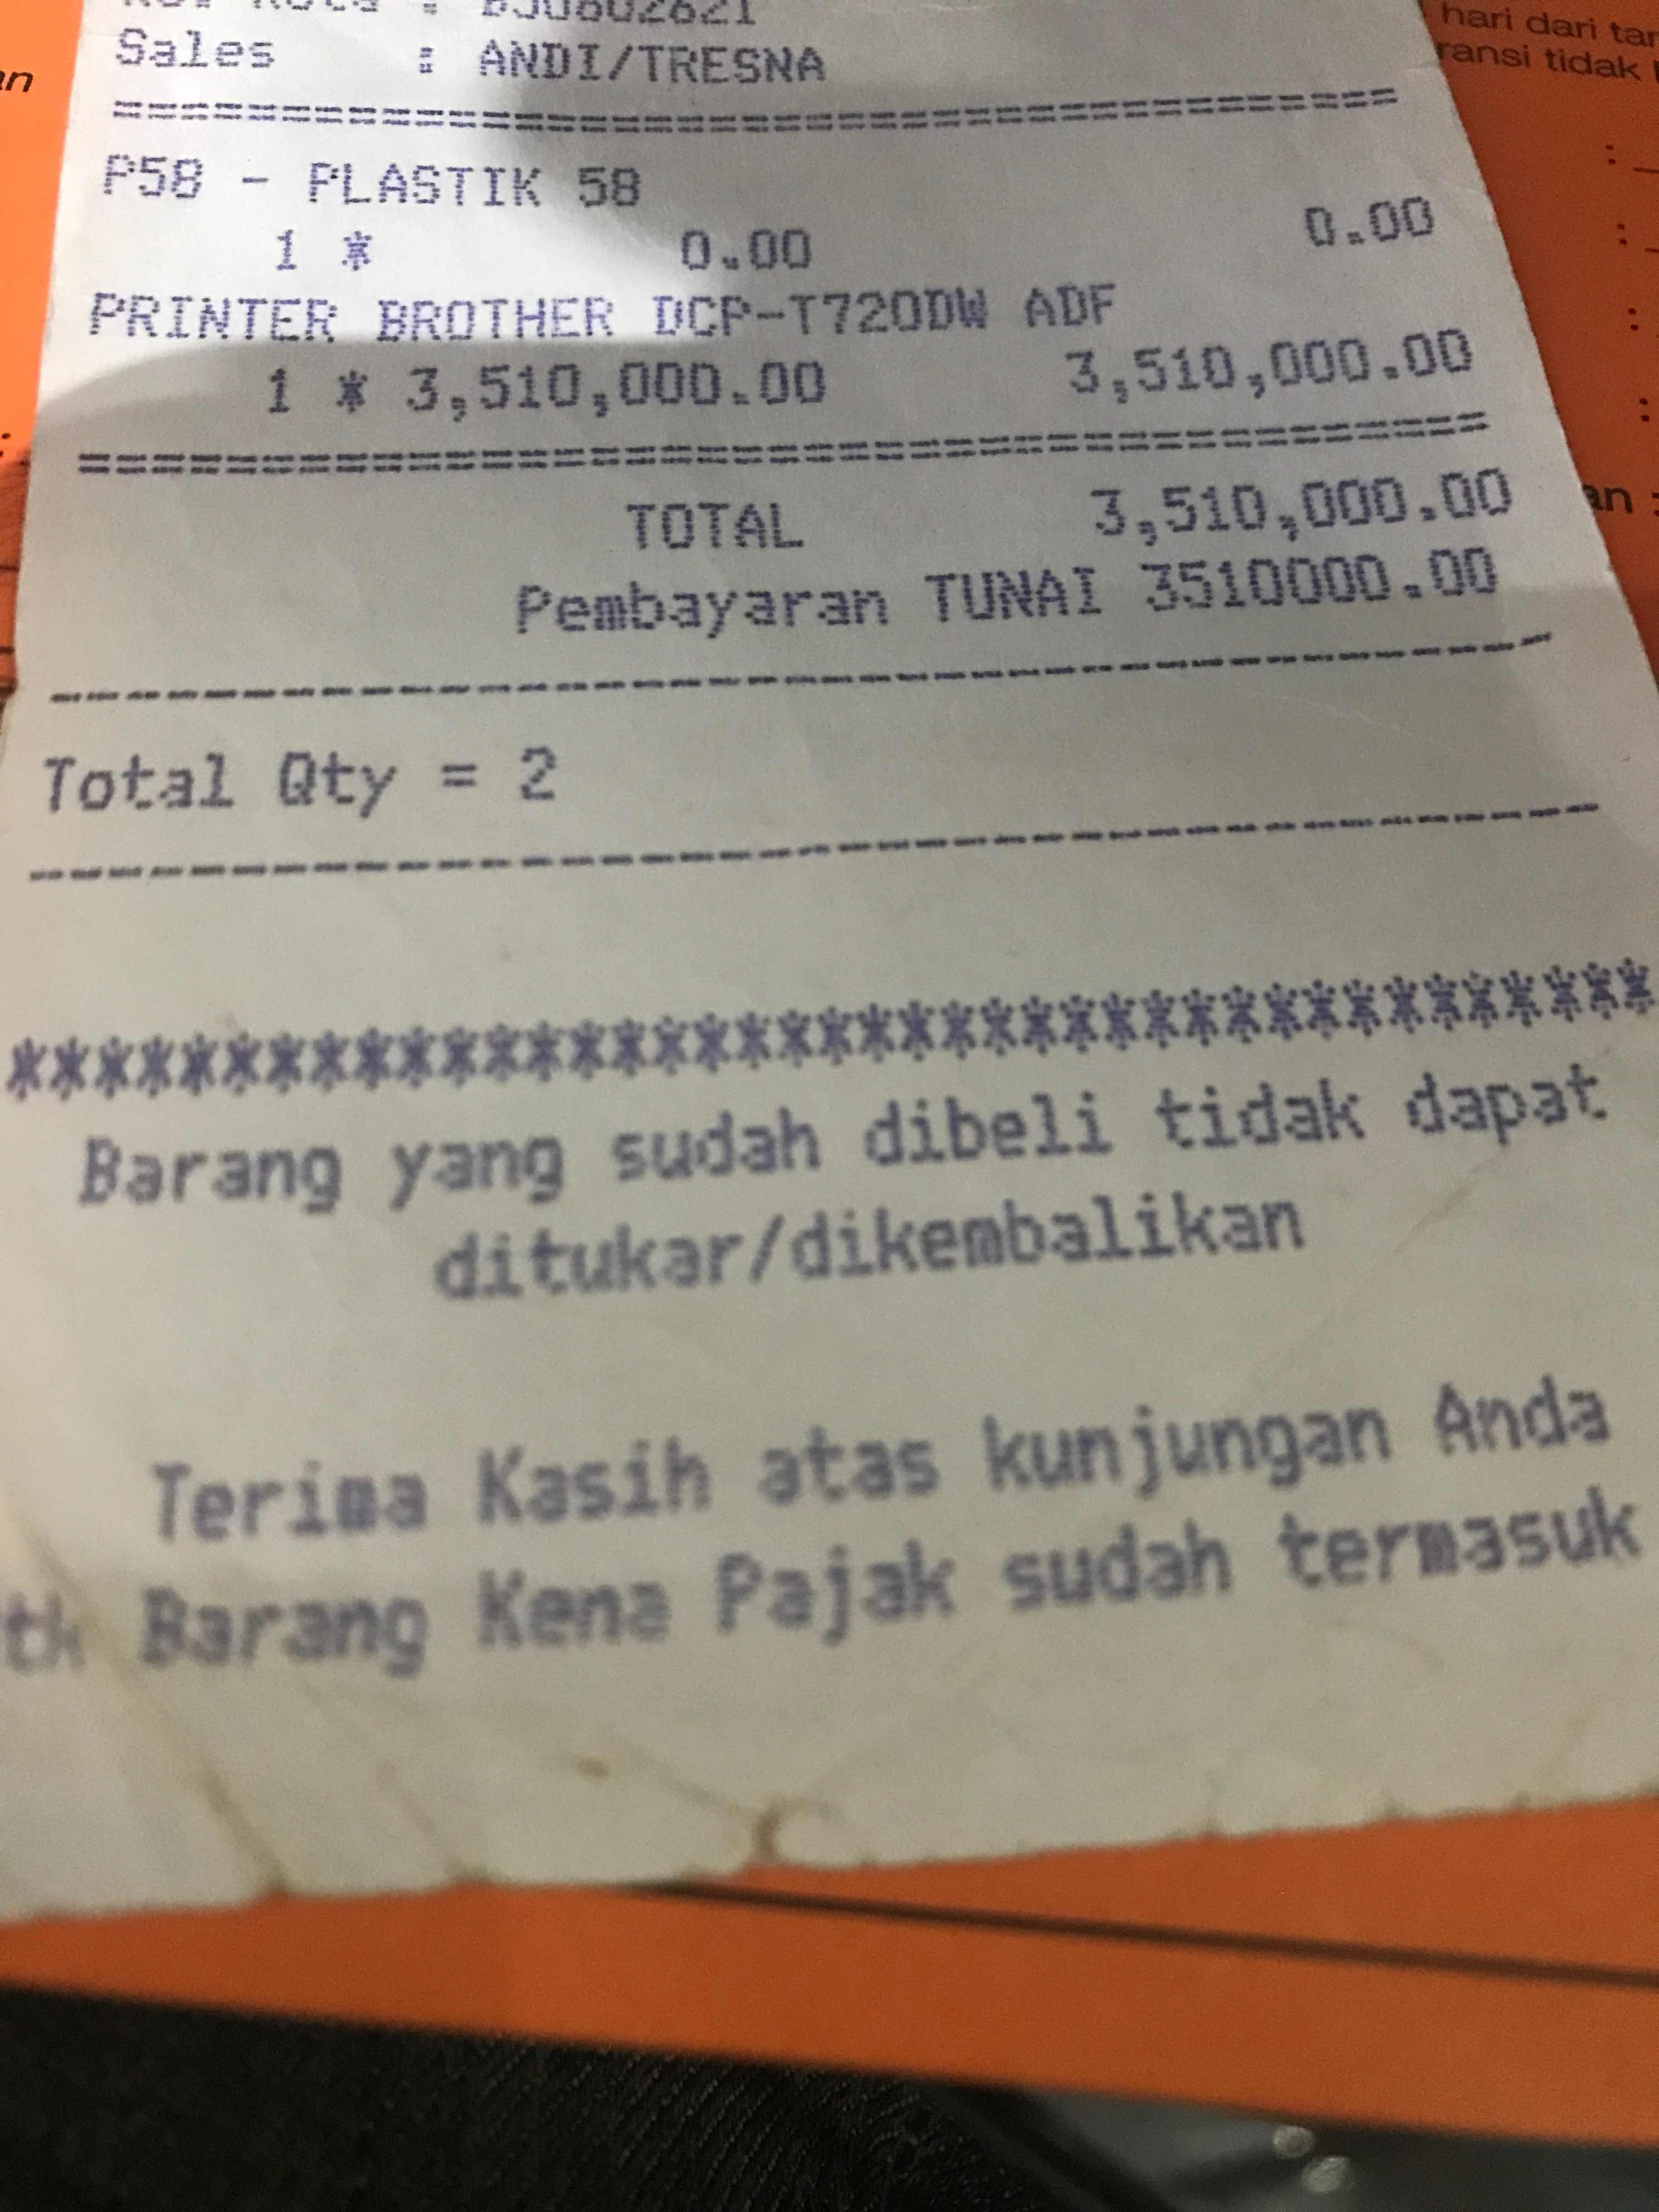 Sales : ANDI/TRESNA
================================
P58 - PLASTIK 58
1 * 0.00 0.00
PRINTER BROTHER DCP-T720DW ADF
1 * 3,510,000.00 3,510,000.00
================================
TOTAL 3,510,000.00
Pembayaran TUNAI 3510000.00
--------------------------------
Total Qty = 2
--------------------------------
****************************************
Barang yang sudah dibeli tidak dapat
ditukar/dikembalikan
Terima Kasih atas kunjungan Anda
tk Barang Kena Pajak sudah termasuk
hari dari
ransi tidak
an :